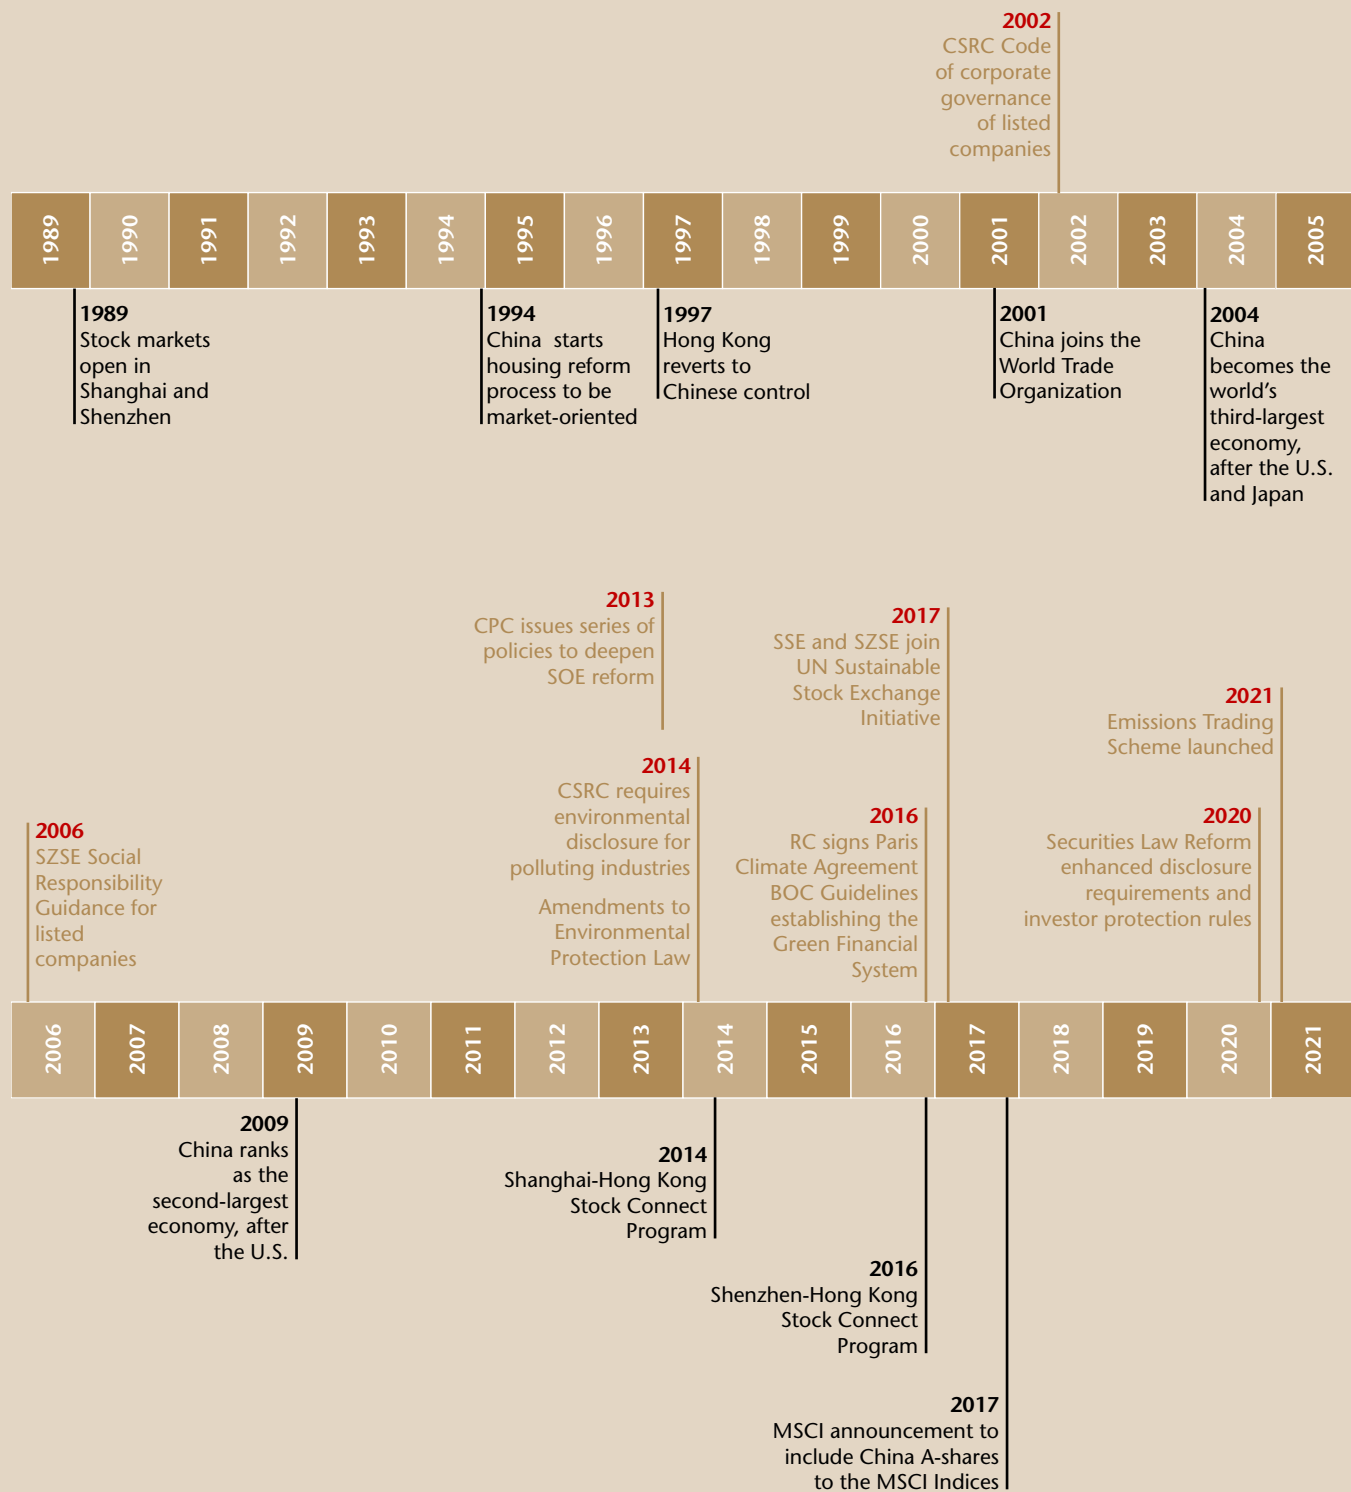 2002
CSRC Code
of corporate
governance
of listed
companies
1989
1990
1991
1992
1993
1994
1995
1996
1997
1998
1999
2000
2001
2002
2003
2004
2005
1989
Stock markets
open in
Shanghai and
Shenzhen
1994
China starts
housing reform
process to be
market-oriented
1997
Hong Kong
reverts to
Chinese control
2001
China joins the
World Trade
Organization
2004
China
becomes the
world’s
third-largest
economy,
after the U.S.
and Japan
2006
SZSE Social
Responsibility
Guidance for
listed
companies
2013
CPC issues series of
policies to deepen
SOE reform
2014
CSRC requires
environmental
disclosure for
polluting industries
Amendments to
Environmental
Protection Law
2017
SSE and SZSE join
UN Sustainable
Stock Exchange
Initiative
2016
RC signs Paris
Climate Agreement
BOC Guidelines
establishing the
Green Financial
System
2021
Emissions Trading
Scheme launched
2020
Securities Law Reform
enhanced disclosure
requirements and
investor protection rules
2006
2007
2008
2009
2010
2011
2012
2013
2014
2015
2016
2017
2018
2019
2020
2021
2009
China ranks
as the
second-largest
economy, after
the U.S.
2014
Shanghai-Hong Kong
Stock Connect
Program
2016
Shenzhen-Hong Kong
Stock Connect
Program
2017
MSCI announcement to
include China A-shares
to the MSCI Indices